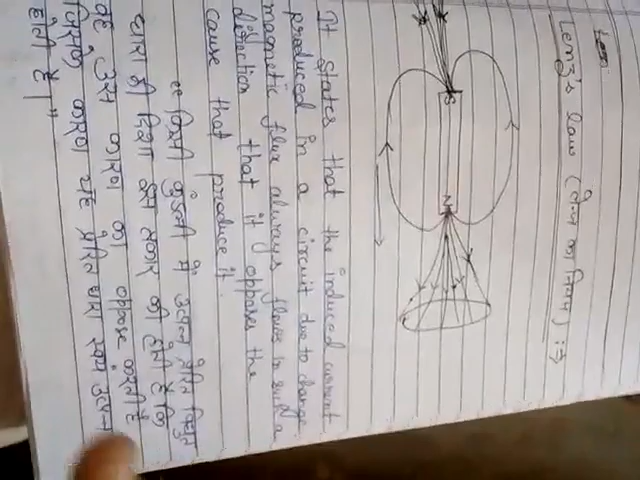 Lenz's law (लेन्ज का नियम) :→
S
N
It states that the induced current
produced in a circuit due to change
magnetic flux always flows in such a
direction that it opposes the
cause that produce it.
"किसी कुंडली में उत्पन्न प्रेरित विद्युत
धारा की दिशा इस प्रकार की होती है कि
वह उस कारण का oppose करती है
जिसके कारण यह प्रेरित धारा स्वयं उत्पन्न
होती है।"